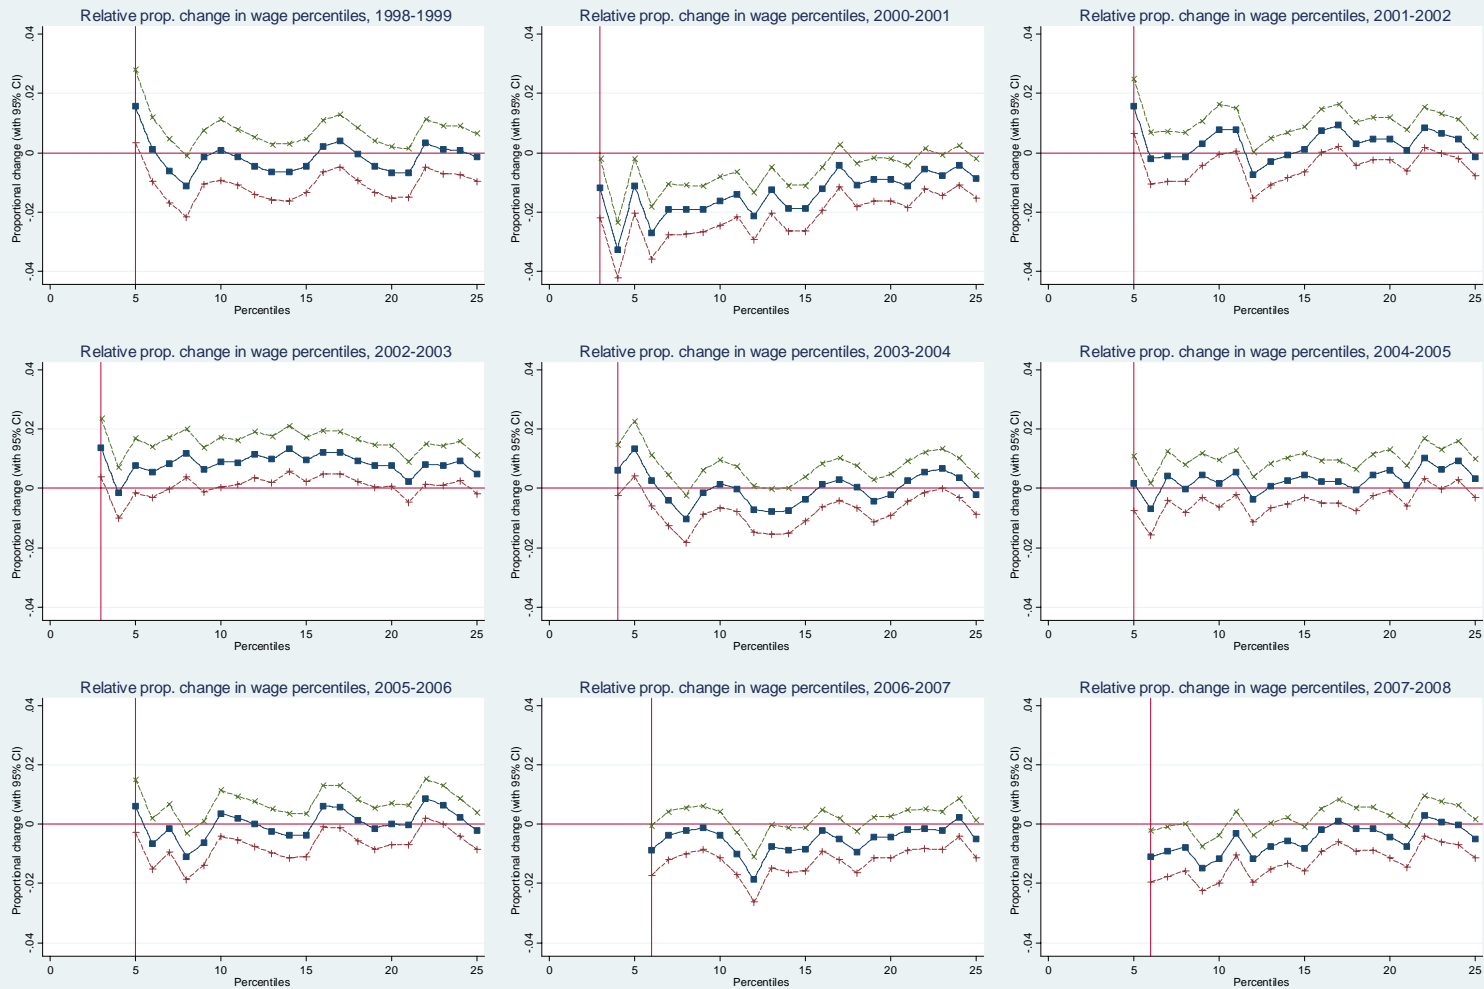 Relative prop. change in wage percentiles, 1998-1999
Proportional change (with 95% CI)
.04
.02
0
-.02
-.04
0 5 10 15 20 25
Percentiles
Relative prop. change in wage percentiles, 2000-2001
Proportional change (with 95% CI)
.04
.02
0
-.02
-.04
0 5 10 15 20 25
Percentiles
Relative prop. change in wage percentiles, 2001-2002
Proportional change (with 95% CI)
.04
.02
0
-.02
-.04
0 5 10 15 20 25
Percentiles
Relative prop. change in wage percentiles, 2002-2003
Proportional change (with 95% CI)
.04
.02
0
-.02
-.04
0 5 10 15 20 25
Percentiles
Relative prop. change in wage percentiles, 2003-2004
Proportional change (with 95% CI)
.04
.02
0
-.02
-.04
0 5 10 15 20 25
Percentiles
Relative prop. change in wage percentiles, 2004-2005
Proportional change (with 95% CI)
.04
.02
0
-.02
-.04
0 5 10 15 20 25
Percentiles
Relative prop. change in wage percentiles, 2005-2006
Proportional change (with 95% CI)
.04
.02
0
-.02
-.04
0 5 10 15 20 25
Percentiles
Relative prop. change in wage percentiles, 2006-2007
Proportional change (with 95% CI)
.04
.02
0
-.02
-.04
0 5 10 15 20 25
Percentiles
Relative prop. change in wage percentiles, 2007-2008
Proportional change (with 95% CI)
.04
.02
0
-.02
-.04
0 5 10 15 20 25
Percentiles